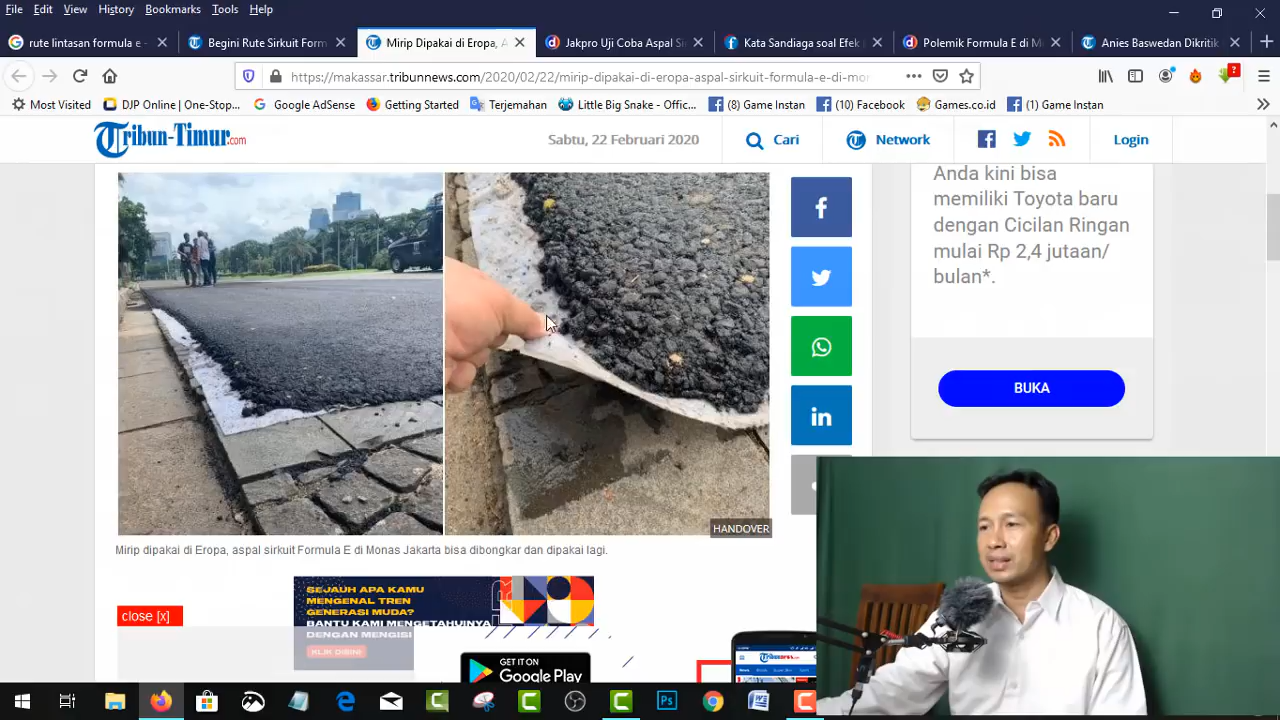 File Edit View History Bookmarks Tools Help
rute lintasan formula e -
Begini Rute Sirkuit Form
Mirip Dipakai di Eropa, A
Jakpro Uji Coba Aspal Si
Kata Sandiaga soal Efek
Polemik Formula E di M
Anies Baswedan Dikritik
https://makassar.tribunnews.com/2020/02/22/mirip-dipakai-di-eropa-aspal-sirkuit-formula-e-di-mo
Most Visited
DJP Online | One-Stop...
Google AdSense
Getting Started
Terjemahan
Little Big Snake - Offic...
(8) Game Instan
(10) Facebook
Games.co.id
(1) Game Instan
Tribun-Timur.com
Sabtu, 22 Februari 2020
Cari
Network
Login
Anda kini bisa
memiliki Toyota baru
dengan Cicilan Ringan
mulai Rp 2,4 jutaan/
bulan*.
BUKA
HANDOVER
Mirip dipakai di Eropa, aspal sirkuit Formula E di Monas Jakarta bisa dibongkar dan dipakai lagi.
SEJAUH APA KAMU
MENGENAL TREN
GENERASI MUDA?
BANTU KAMI MENGETAHUINYA
DENGAN MENGISI
KLIK DISINI
close [x]
GET IT ON
Google Play